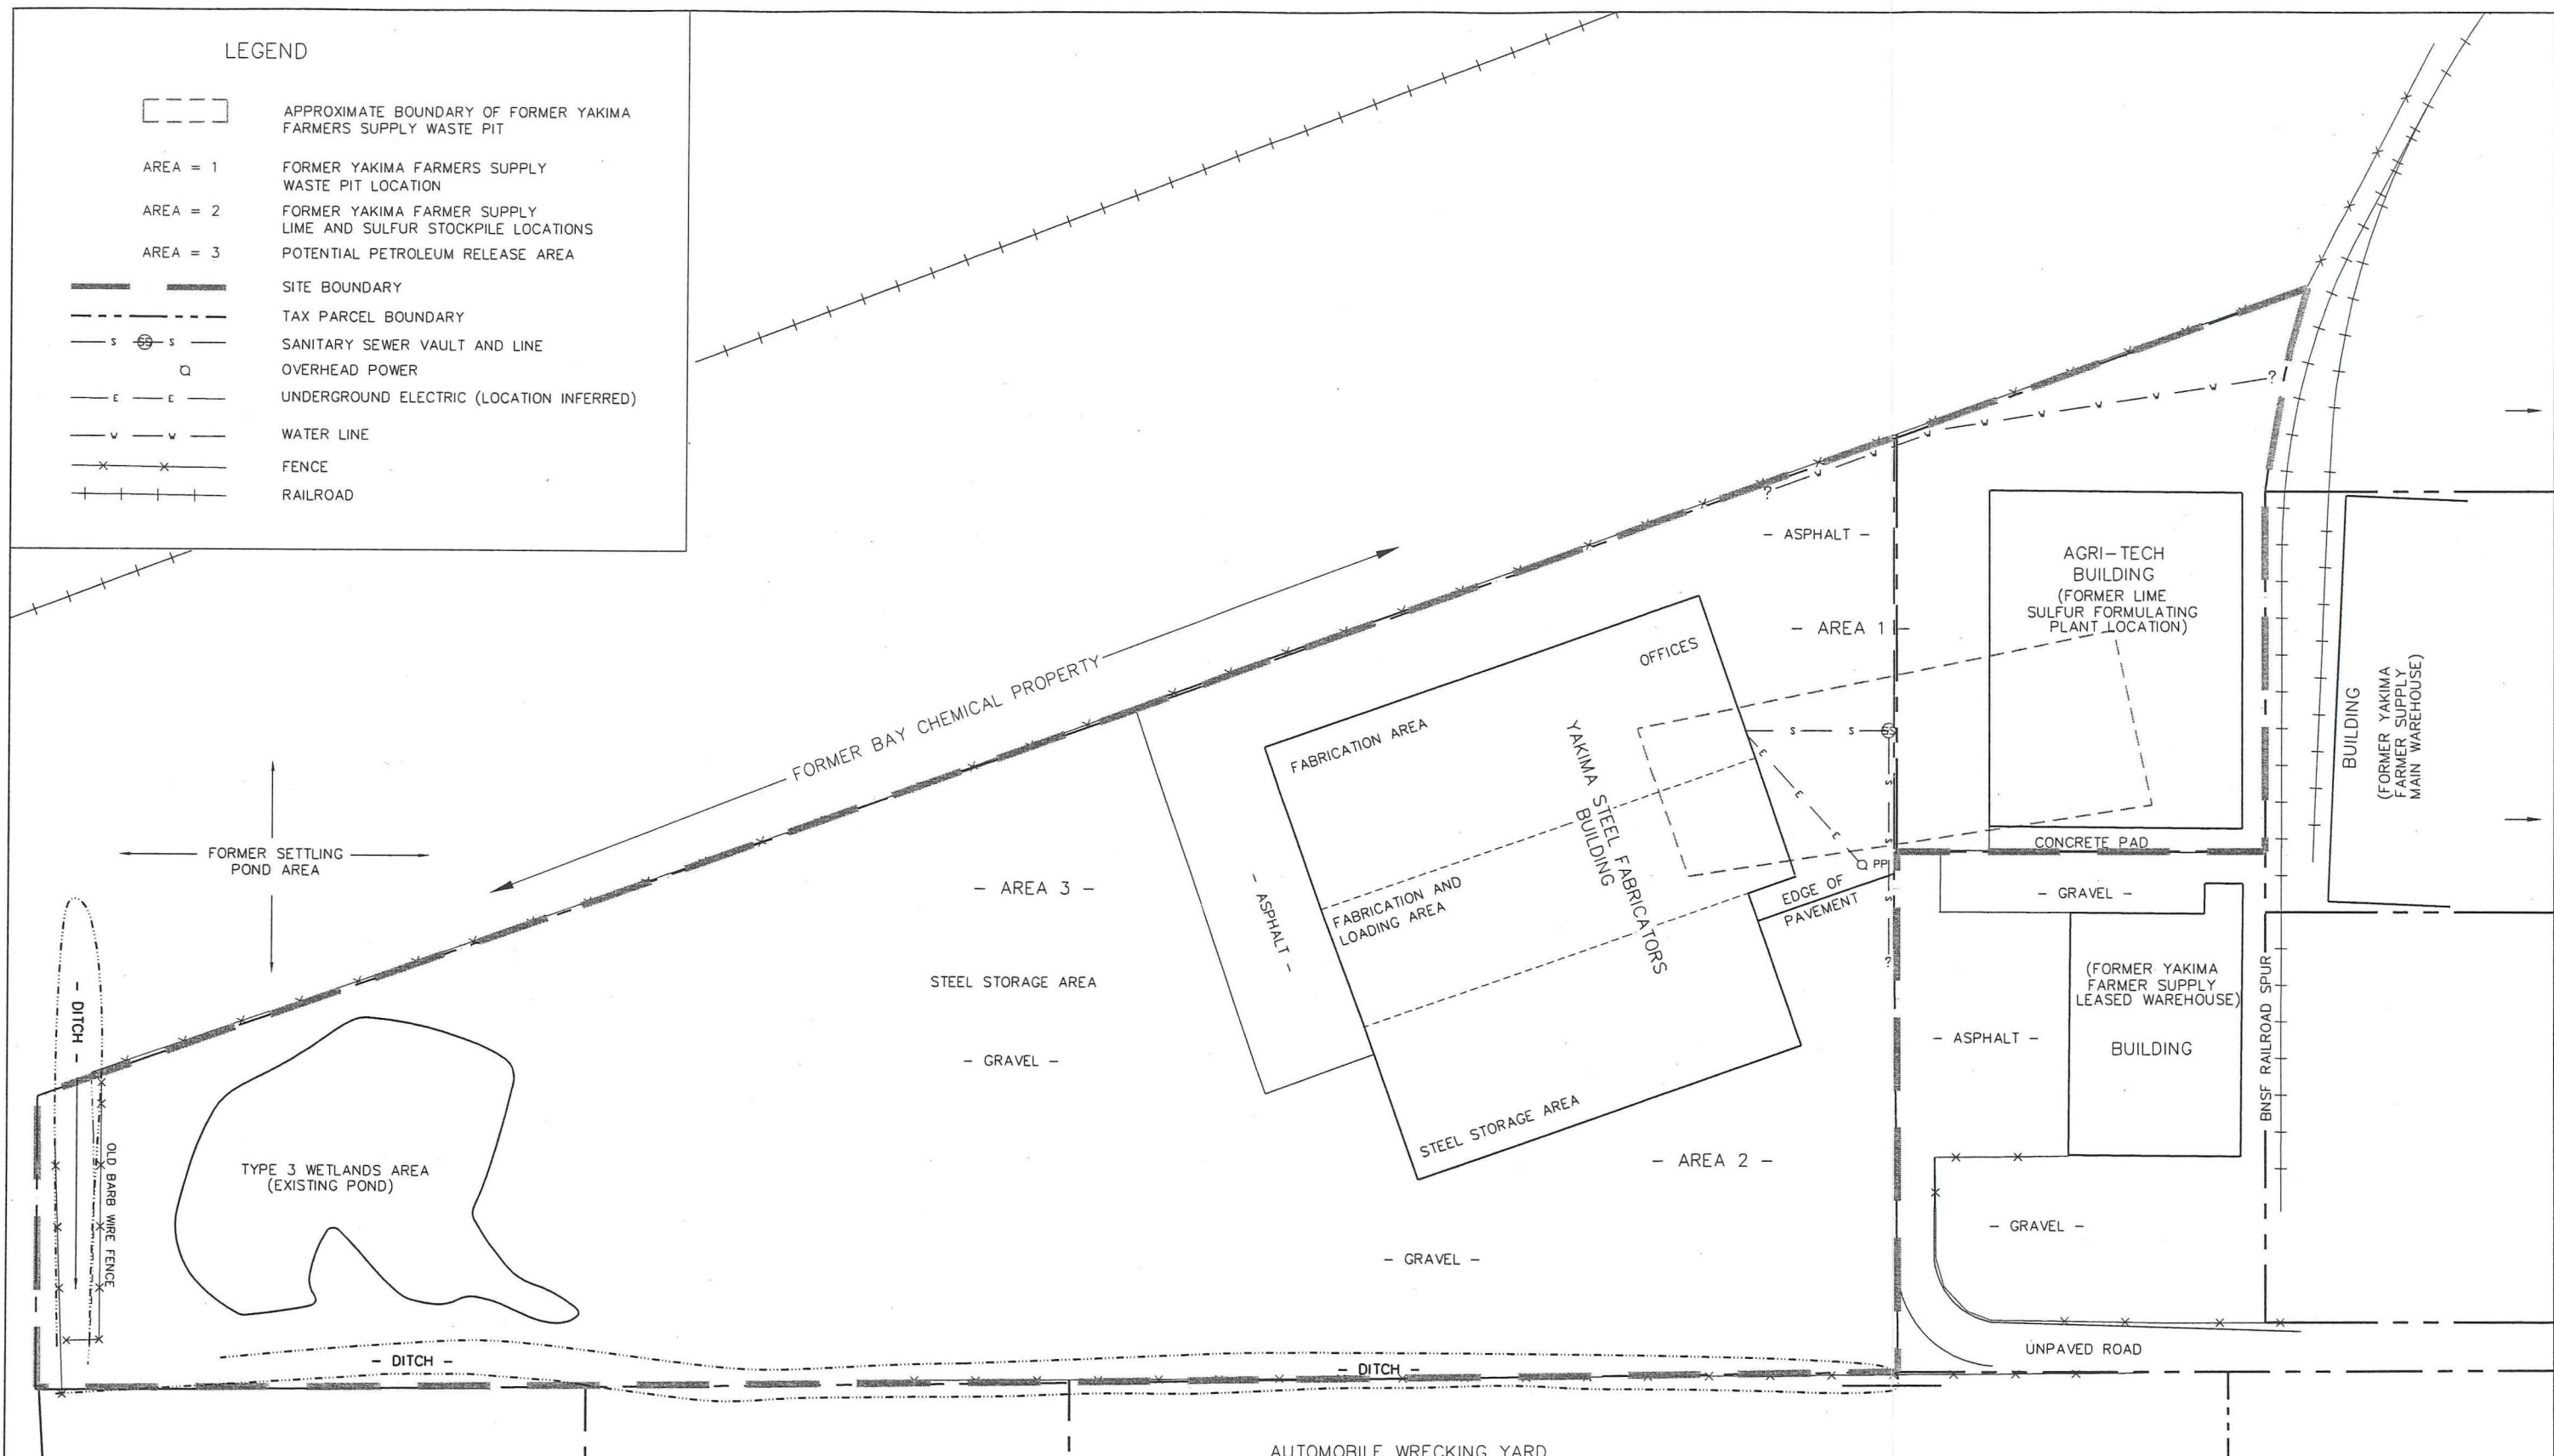 LEGEND
APPROXIMATE BOUNDARY OF FORMER YAKIMA
FARMERS SUPPLY WASTE PIT
AREA = 1 FORMER YAKIMA FARMERS SUPPLY
WASTE PIT LOCATION
AREA = 2 FORMER YAKIMA FARMER SUPPLY
LIME AND SULFUR STOCKPILE LOCATIONS
AREA = 3 POTENTIAL PETROLEUM RELEASE AREA
SITE BOUNDARY
TAX PARCEL BOUNDARY
S SS S SANITARY SEWER VAULT AND LINE
OVERHEAD POWER
E E UNDERGROUND ELECTRIC (LOCATION INFERRED)
W W WATER LINE
FENCE
RAILROAD
?
W W W W W
W W
?
- ASPHALT -
- AREA 1 -
AGRI-TECH
BUILDING
(FORMER LIME
SULFUR FORMULATING
PLANT LOCATION)
BUILDING
(FORMER YAKIMA
FARMER SUPPLY
MAIN WAREHOUSE)
FORMER BAY CHEMICAL PROPERTY
OFFICES
FABRICATION AREA
YAKIMA STEEL FABRICATORS
BUILDING
S S SS
S
S
S
?
E
E
PP
FORMER SETTLING
POND AREA
- AREA 3 -
- ASPHALT -
FABRICATION AND
LOADING AREA
EDGE OF
PAVEMENT
CONCRETE PAD
- GRAVEL -
- DITCH -
STEEL STORAGE AREA
- GRAVEL -
(FORMER YAKIMA
FARMER SUPPLY
LEASED WAREHOUSE)
BUILDING
- ASPHALT -
BNSF RAILROAD SPUR
OLD BARB WIRE FENCE
TYPE 3 WETLANDS AREA
(EXISTING POND)
STEEL STORAGE AREA
- AREA 2 -
- GRAVEL -
- GRAVEL -
UNPAVED ROAD
- DITCH -
- DITCH -
AUTOMOBILE WRECKING YARD